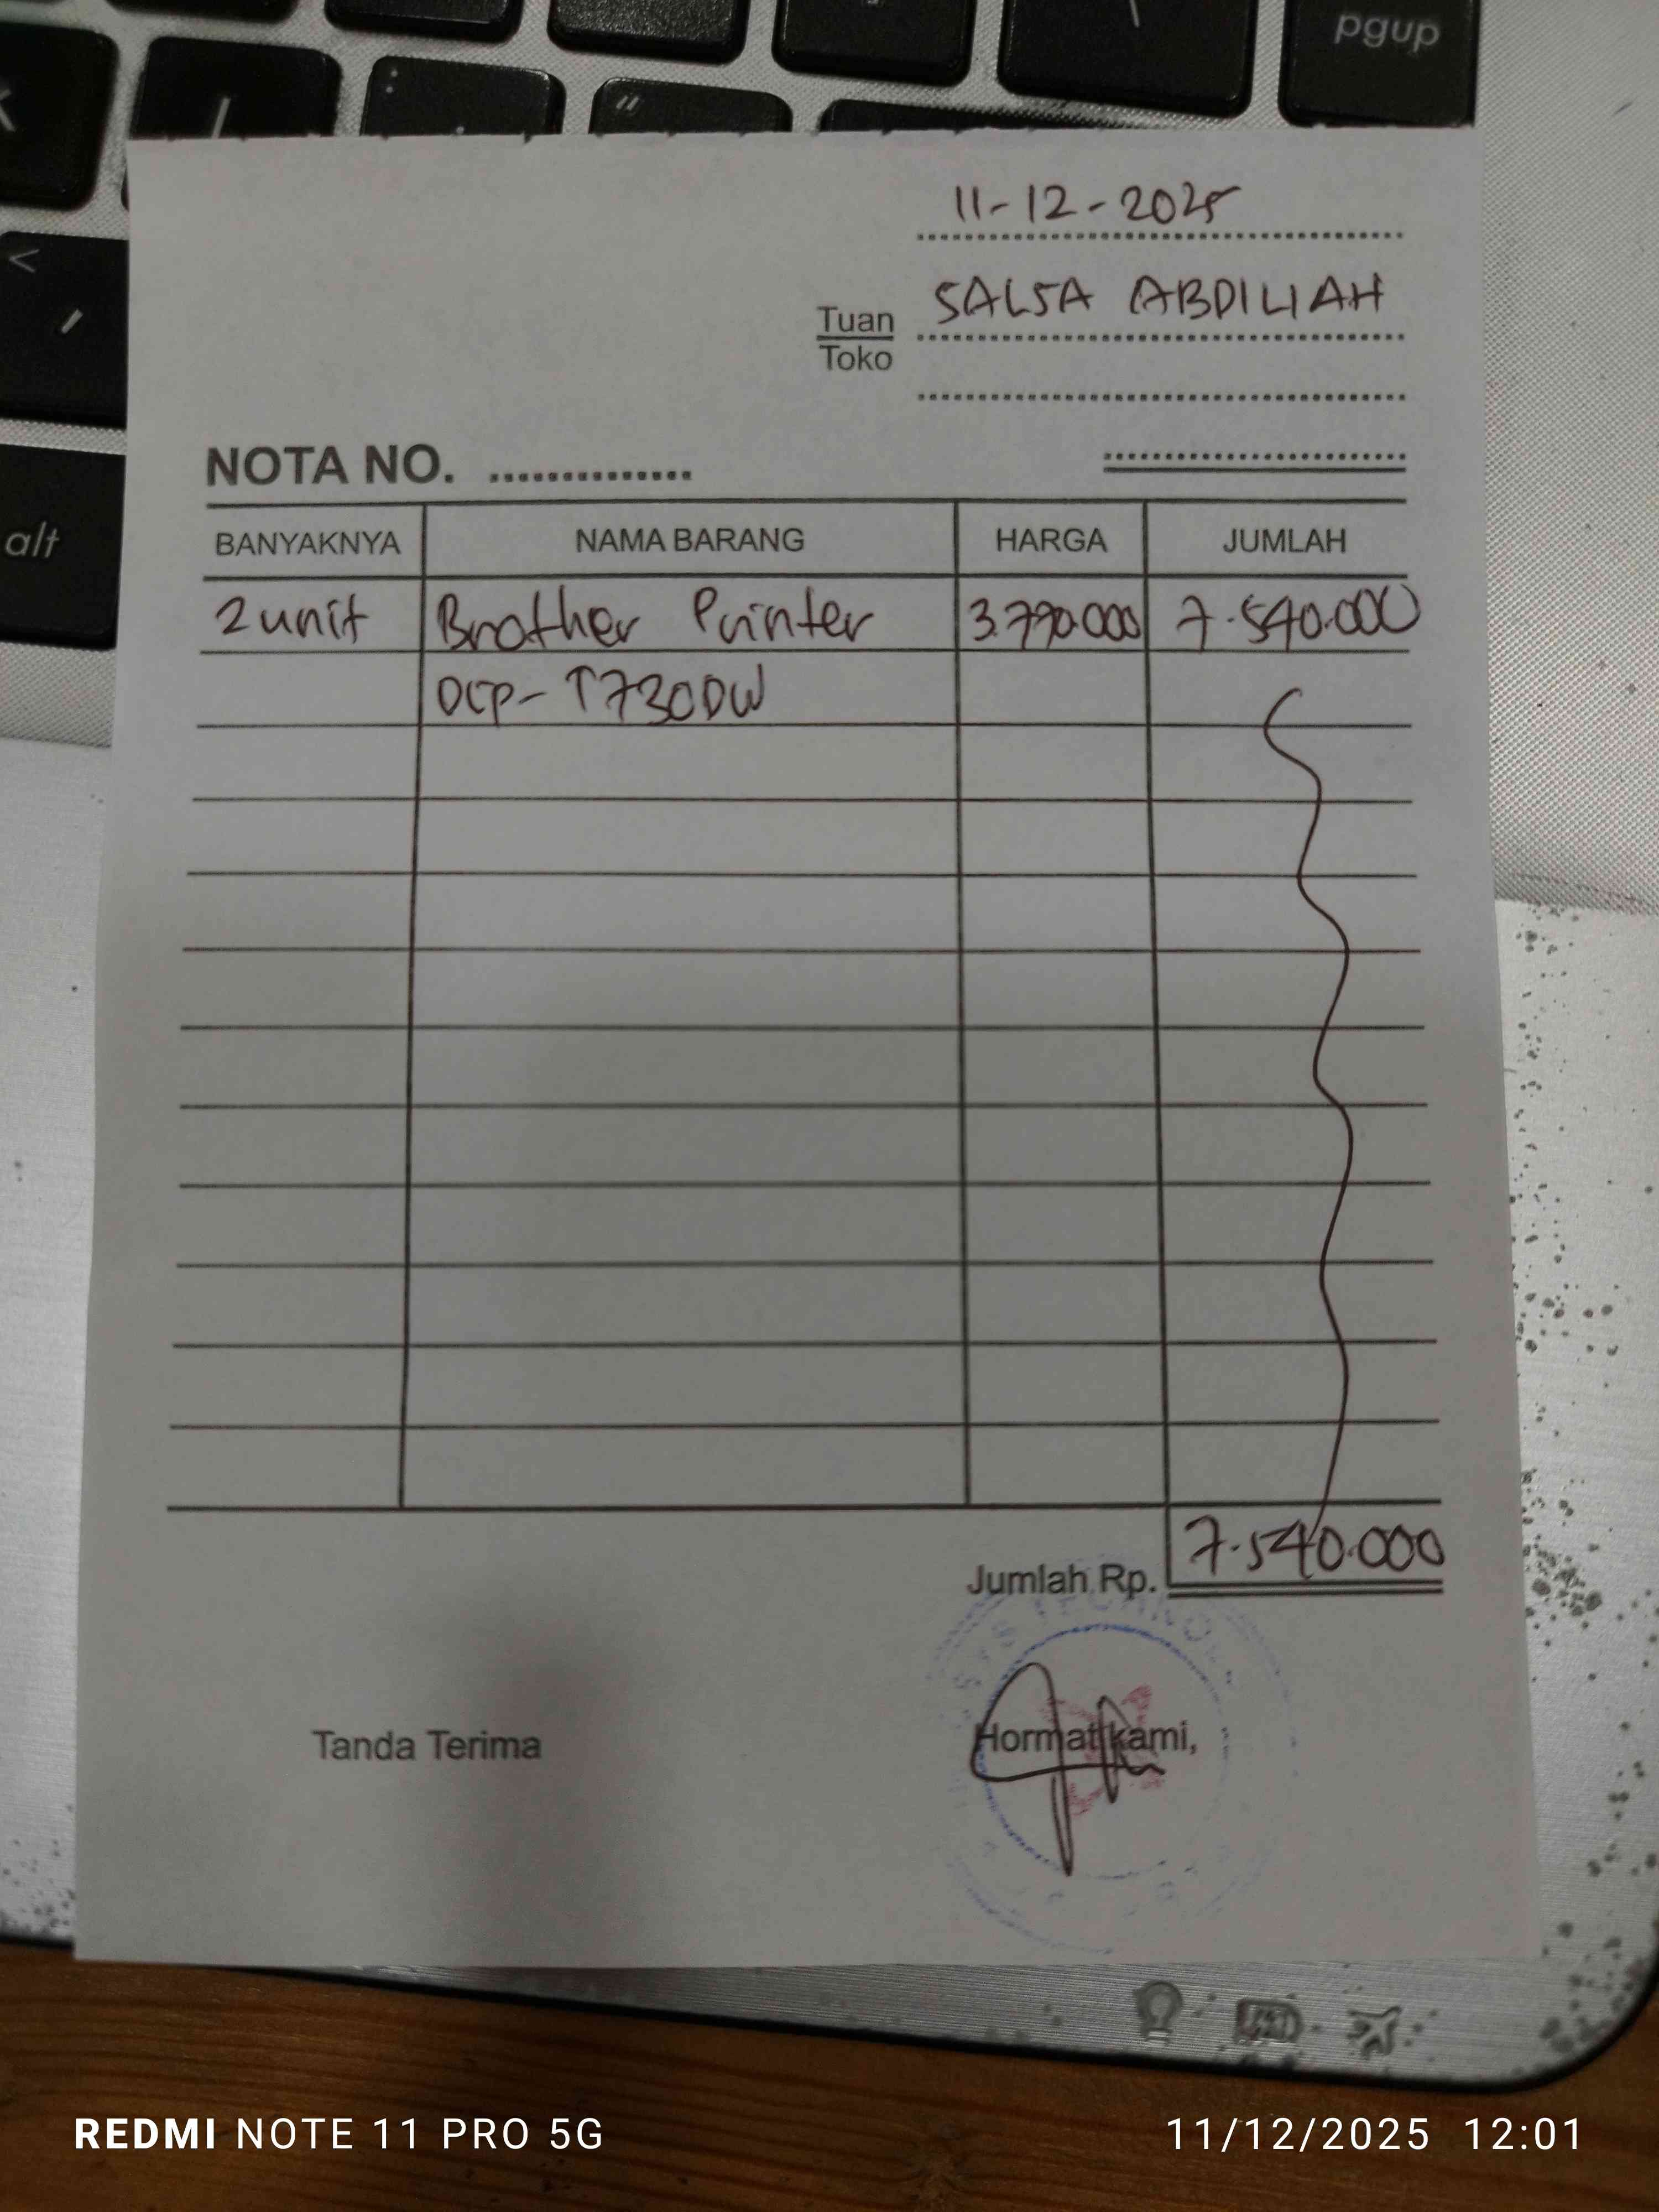 pgup
alt
11-12-2025
Tuan SALSA ABDILLAH
Toko
NOTA NO. ..............
BANYAKNYA NAMA BARANG HARGA JUMLAH
2 unit Brother Printer 3.770.000 7.540.000
DCP-T730DW
Jumlah Rp. 7.540.000
Tanda Terima Hormat kami,
REDMI NOTE 11 PRO 5G 11/12/2025 12:01